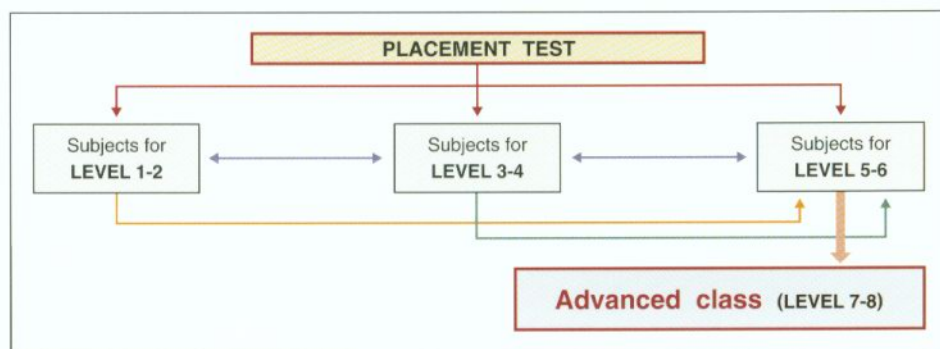 PLACEMENT TEST
Subjects for
LEVEL 1-2
Subjects for
LEVEL 3-4
Subjects for
LEVEL 5-6
Advanced class (LEVEL 7-8)